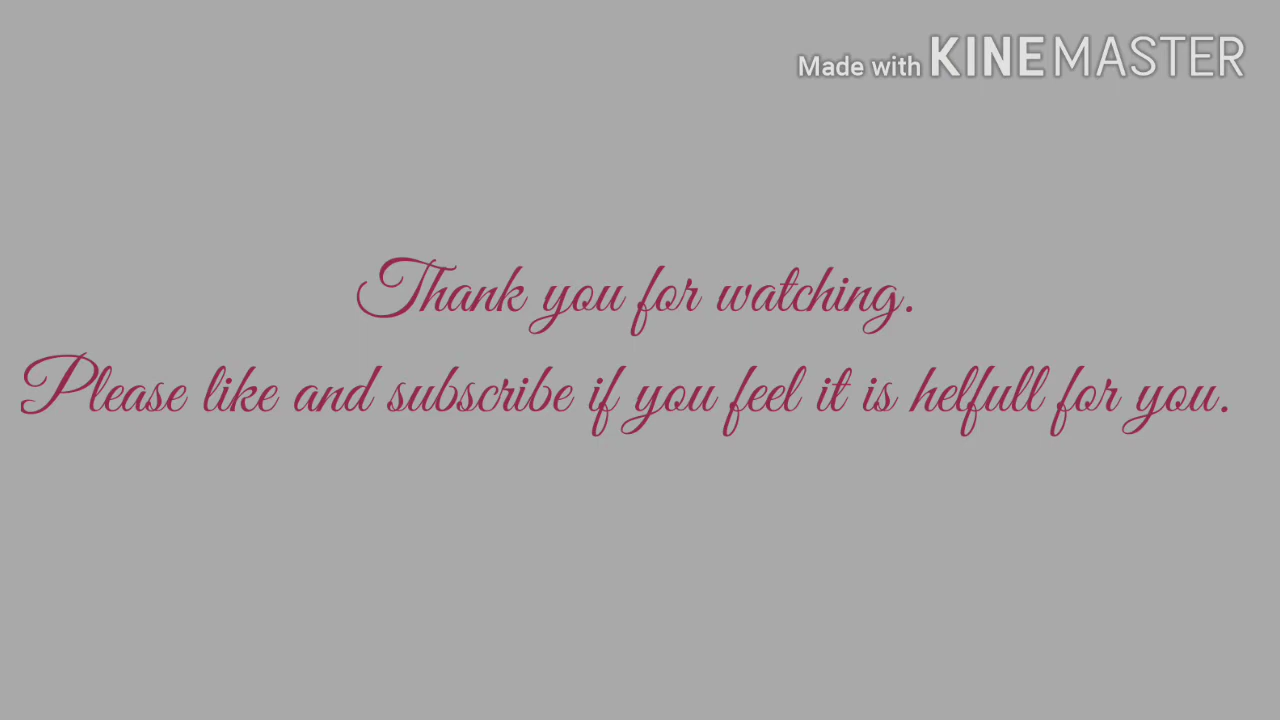 Made with KINEMASTER
Thank you for watching.
Please like and subscribe if you feel it is helfull for you.